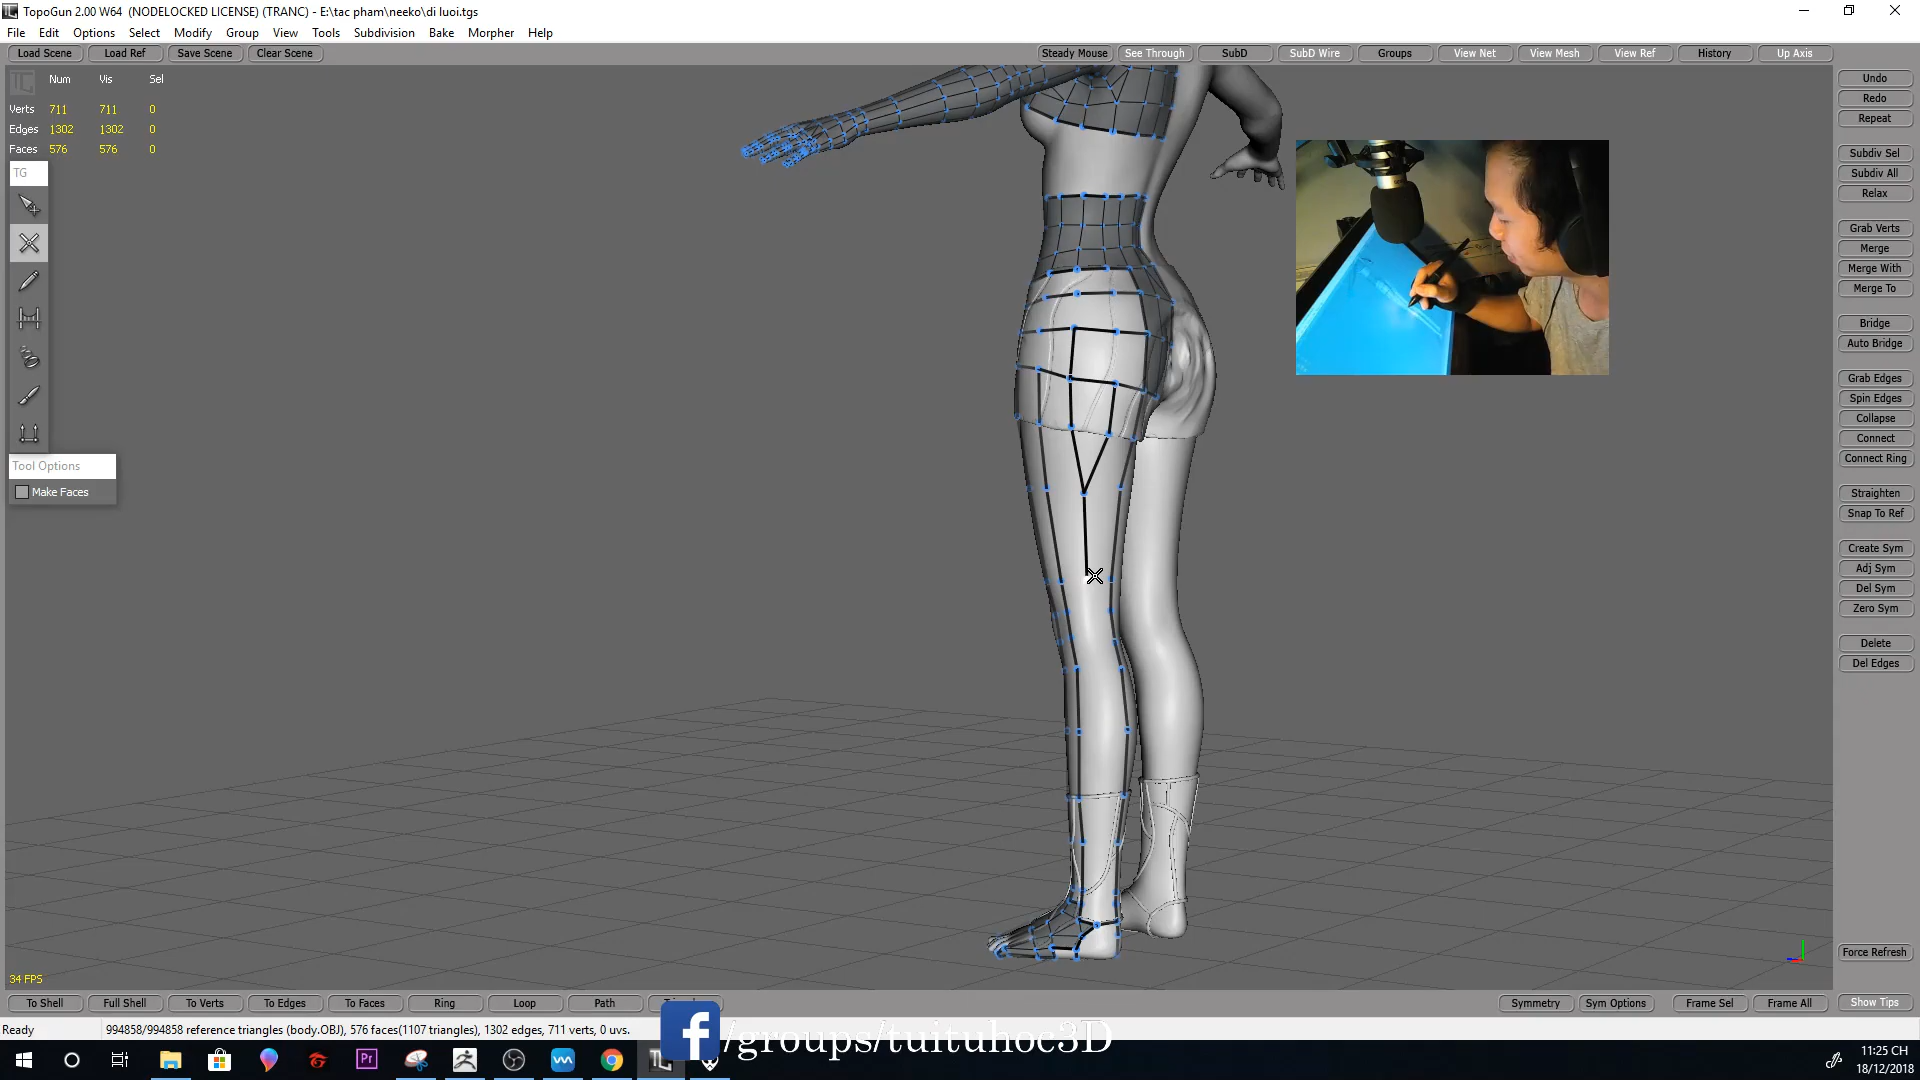 TopoGun 2.00 W64 (NODELOCKED LICENSE) (TRANC) - E:\tac pham\neeko\di luoi.tgs
File Edit Options Select Modify Group View Tools Subdivision Bake Morpher Help
Load Scene Load Ref Save Scene Clear Scene Steady Mouse See Through SubD SubD Wire Groups View Net View Mesh View Ref History Up Axis
Num Vis Sel
Verts 711 711 0
Edges 1302 1302 0
Faces 576 576 0
TG
Tool Options
Make Faces
Undo
Redo
Repeat
Subdiv Sel
Subdiv All
Relax
Grab Verts
Merge
Merge With
Merge To
Bridge
Auto Bridge
Grab Edges
Spin Edges
Collapse
Connect
Connect Ring
Straighten
Snap To Ref
Create Sym
Adj Sym
Del Sym
Zero Sym
Delete
Del Edges
Force Refresh
34 FPS
To Shell Full Shell To Verts To Edges To Faces Ring Loop Path Symmetry Sym Options Frame Sel Frame All Show Tips
Ready 994858/994858 reference triangles (body.OBJ), 576 faces(1107 triangles), 1302 edges, 711 verts, 0 uvs.
f /groups/tuituhoc3D
Pr
11:25 CH
18/12/2018